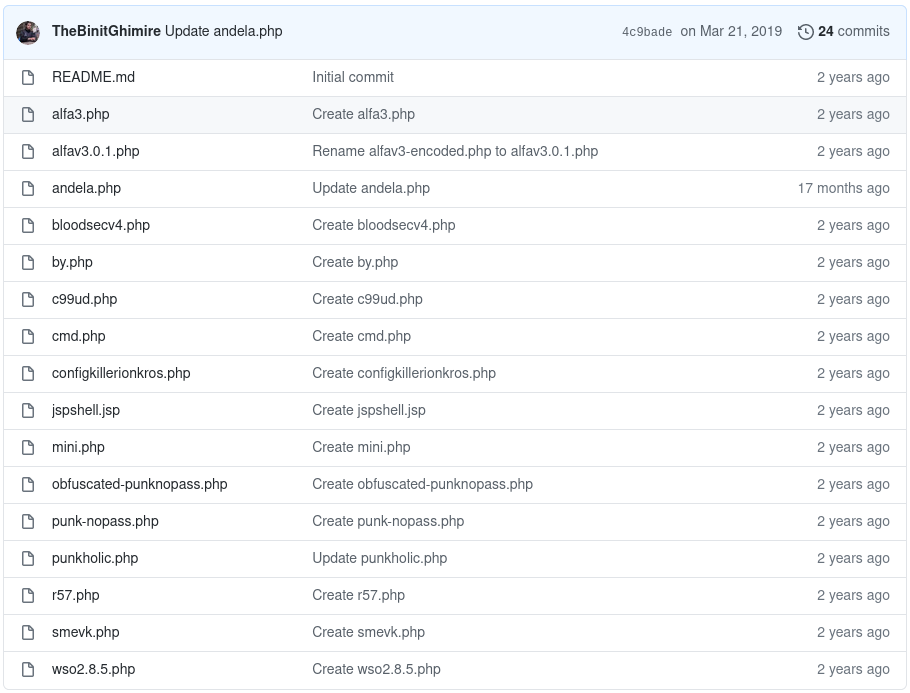 TheBinitGhimire Update andela.php 4c9bade on Mar 21, 2019 24 commits
README.md Initial commit 2 years ago
alfa3.php Create alfa3.php 2 years ago
alfav3.0.1.php Rename alfav3-encoded.php to alfav3.0.1.php 2 years ago
andela.php Update andela.php 17 months ago
bloodsecv4.php Create bloodsecv4.php 2 years ago
by.php Create by.php 2 years ago
c99ud.php Create c99ud.php 2 years ago
cmd.php Create cmd.php 2 years ago
configkillerionkros.php Create configkillerionkros.php 2 years ago
jspshell.jsp Create jspshell.jsp 2 years ago
mini.php Create mini.php 2 years ago
obfuscated-punknopass.php Create obfuscated-punknopass.php 2 years ago
punk-nopass.php Create punk-nopass.php 2 years ago
punkholic.php Update punkholic.php 2 years ago
r57.php Create r57.php 2 years ago
smevk.php Create smevk.php 2 years ago
wso2.8.5.php Create wso2.8.5.php 2 years ago